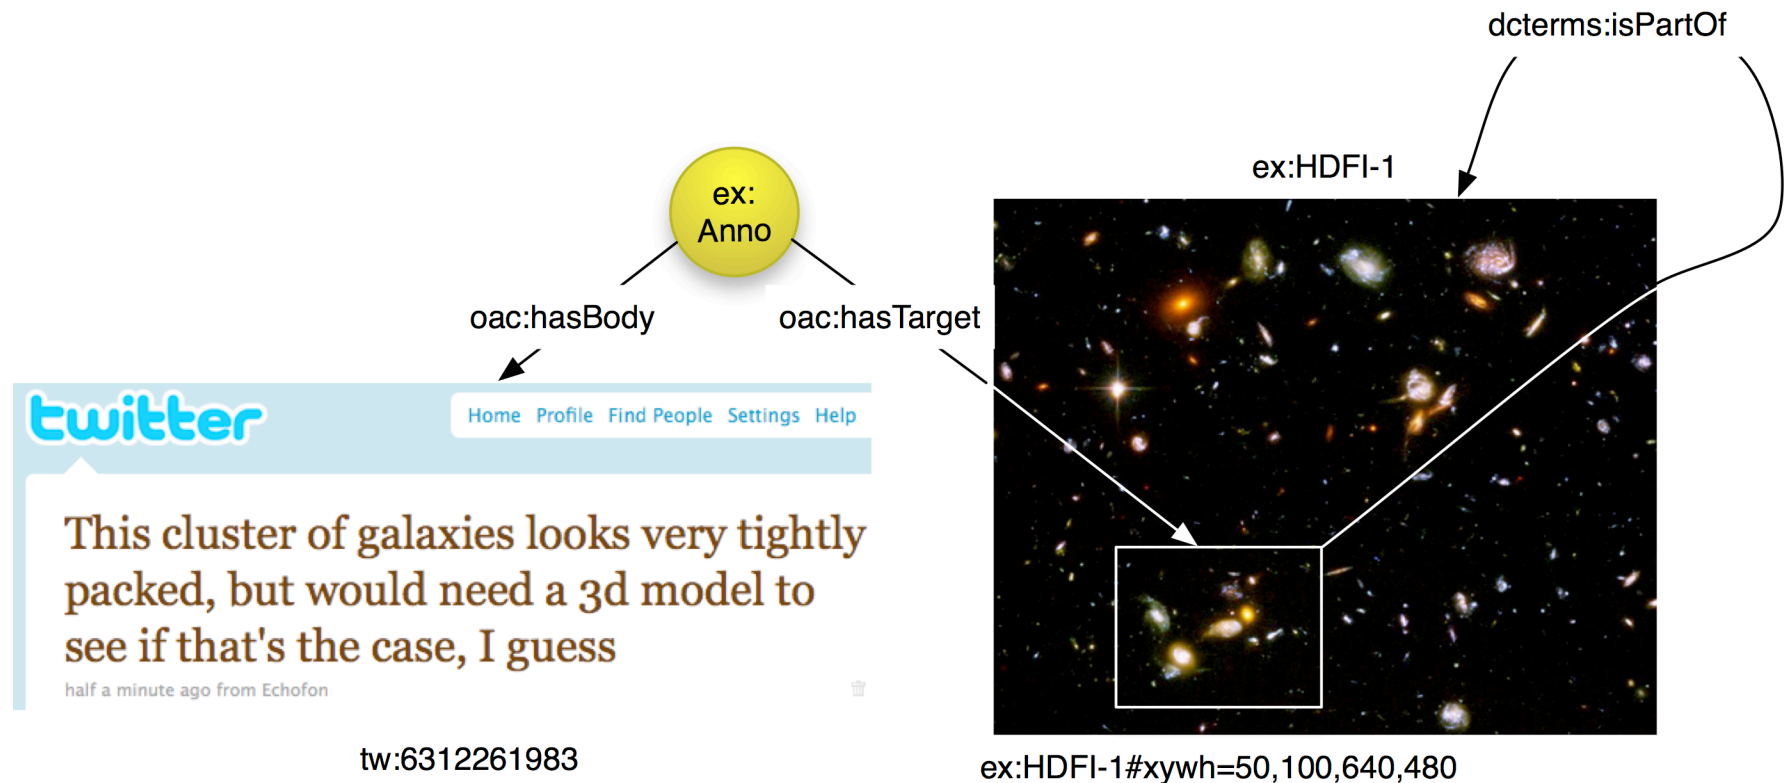 dcterms:isPartOf
ex:HDFI-1
ex:
Anno
oac:hasBody
oac:hasTarget
twitter
Home Profile Find People Settings Help
This cluster of galaxies looks very tightly
packed, but would need a 3d model to
see if that's the case, I guess
half a minute ago from Echofon
tw:6312261983
ex:HDFI-1#xywh=50,100,640,480